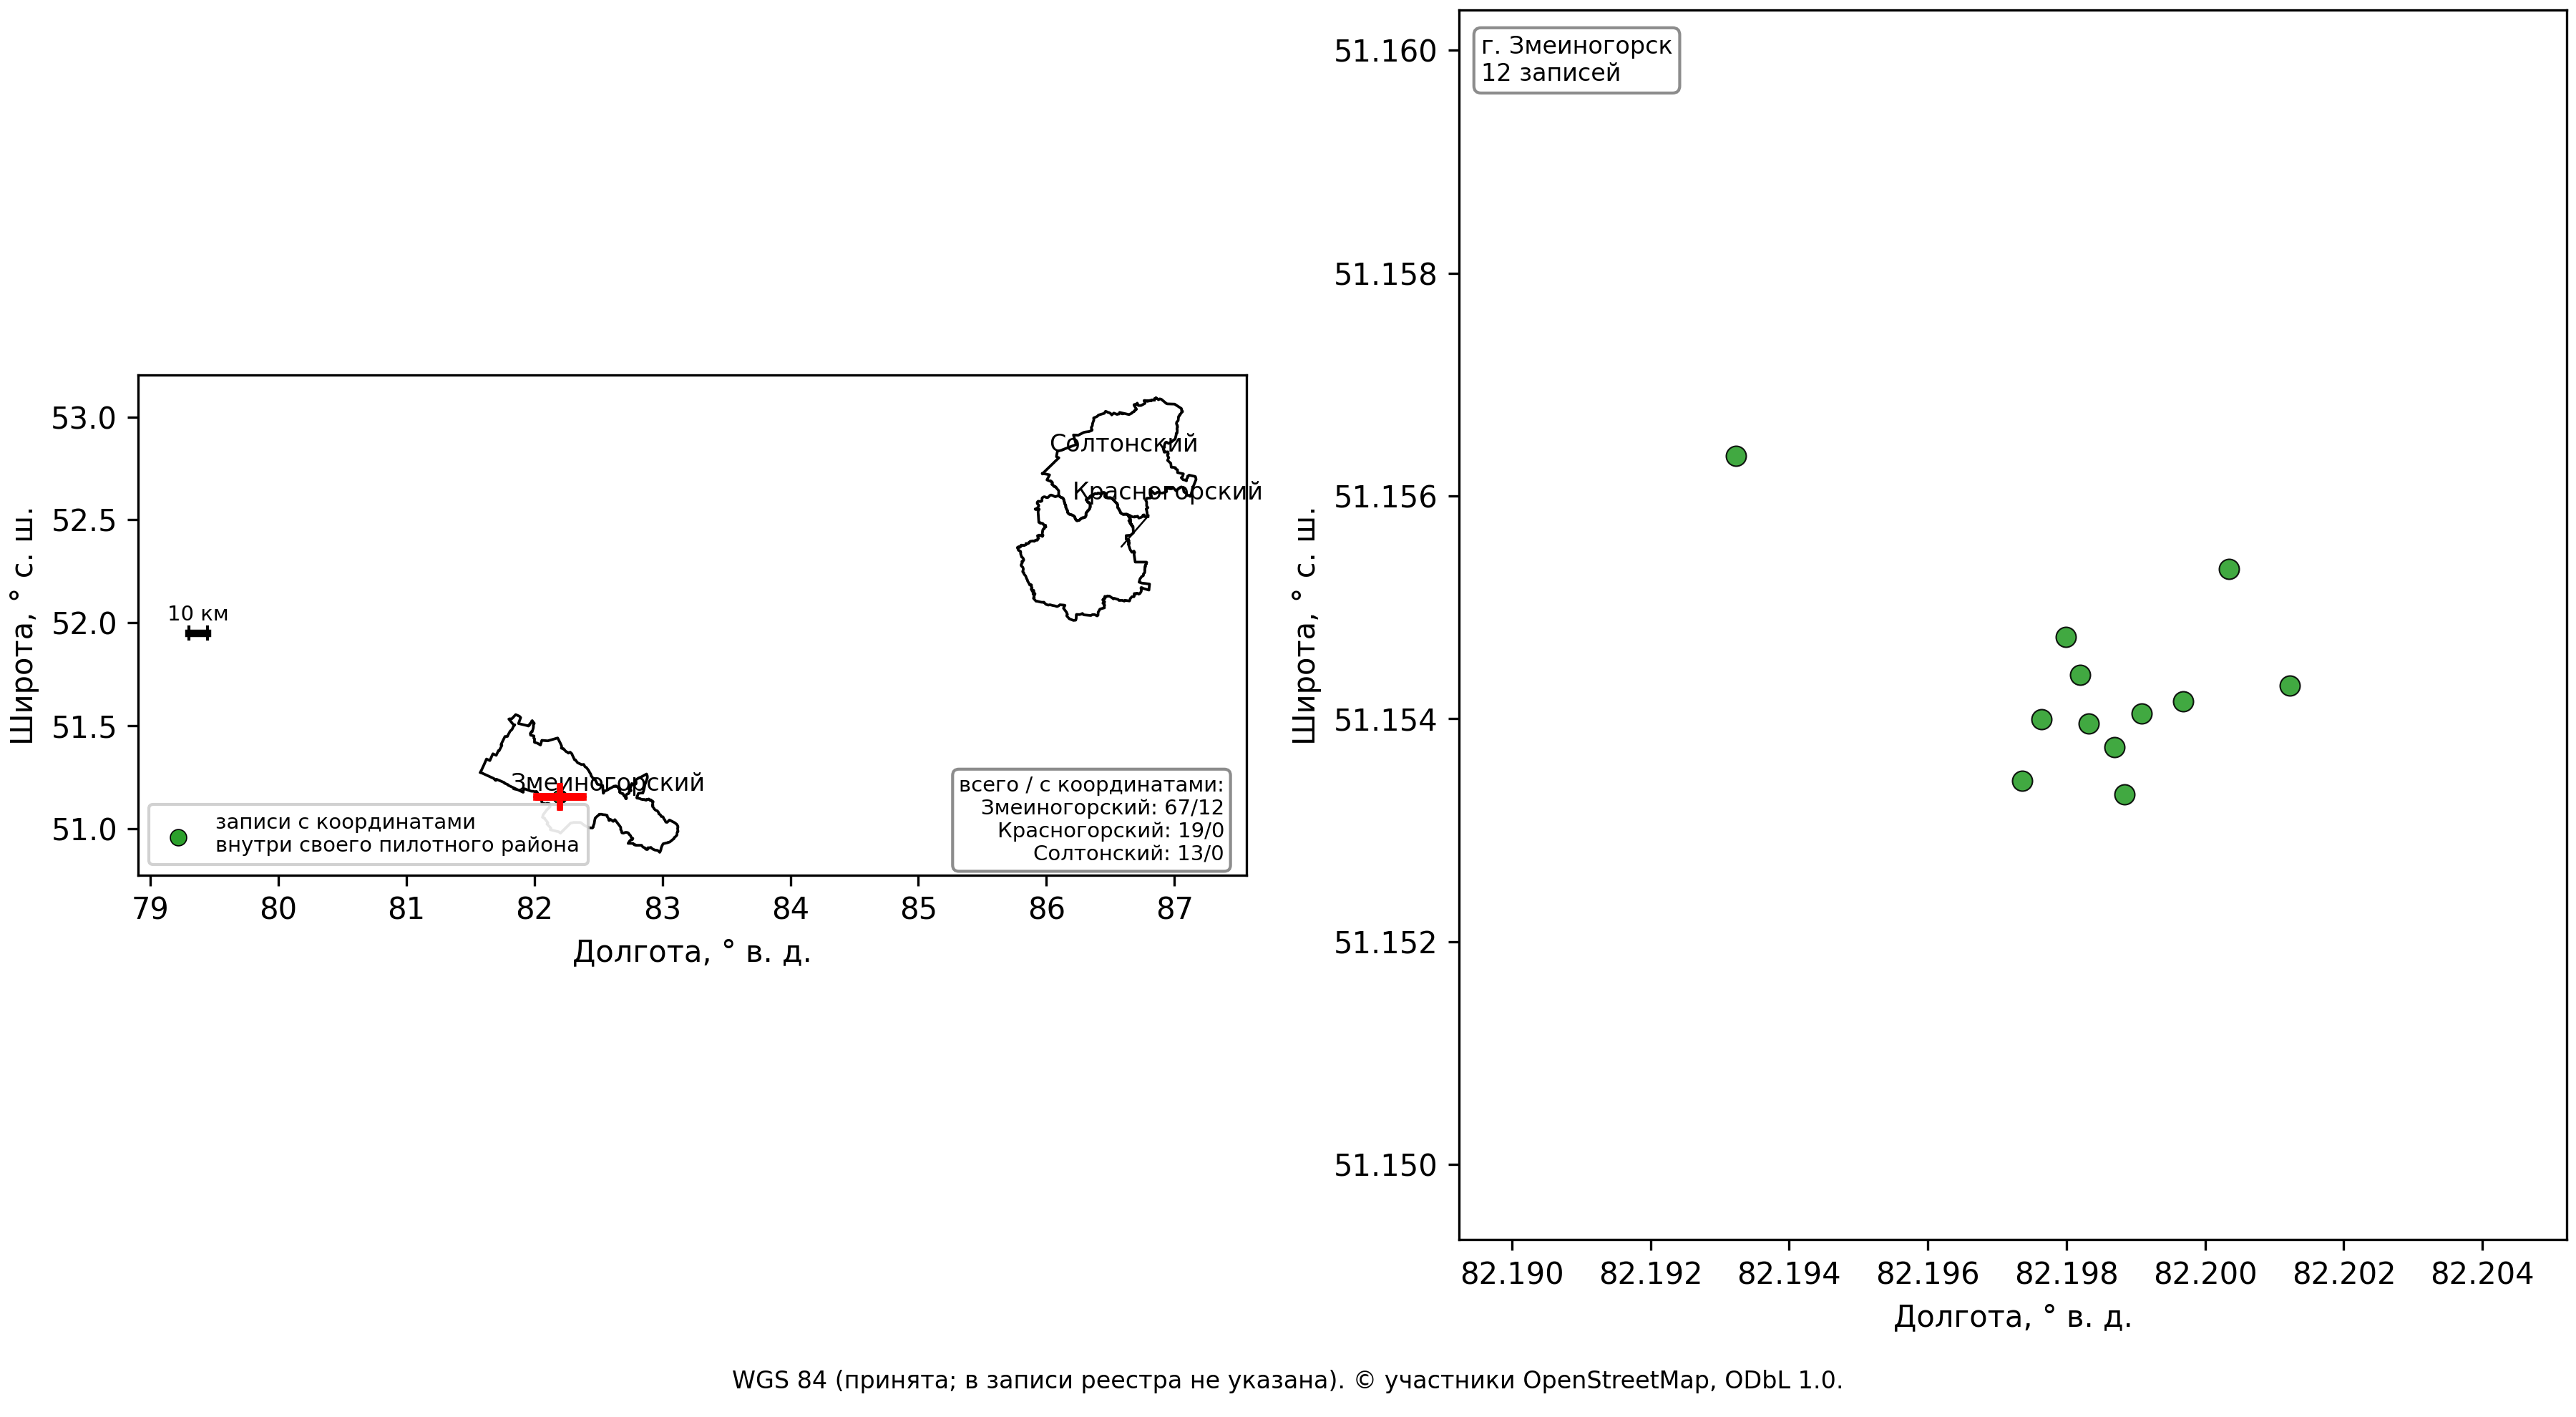 53.0
52.5
52.0
51.5
51.0
Широта, ° с. ш.
Солтонский
Красногорский
10 км
Змеиногорский
записи с координатами
внутри своего пилотного района
всего / с координатами:
Змеиногорский: 67/12
Красногорский: 19/0
Солтонский: 13/0
79 80 81 82 83 84 85 86 87
Долгота, ° в. д.
г. Змеиногорск
12 записей
51.160
51.158
51.156
51.154
51.152
51.150
Широта, ° с. ш.
82.190 82.192 82.194 82.196 82.198 82.200 82.202 82.204
Долгота, ° в. д.
WGS 84 (принята; в записи реестра не указана). © участники OpenStreetMap, ODbL 1.0.